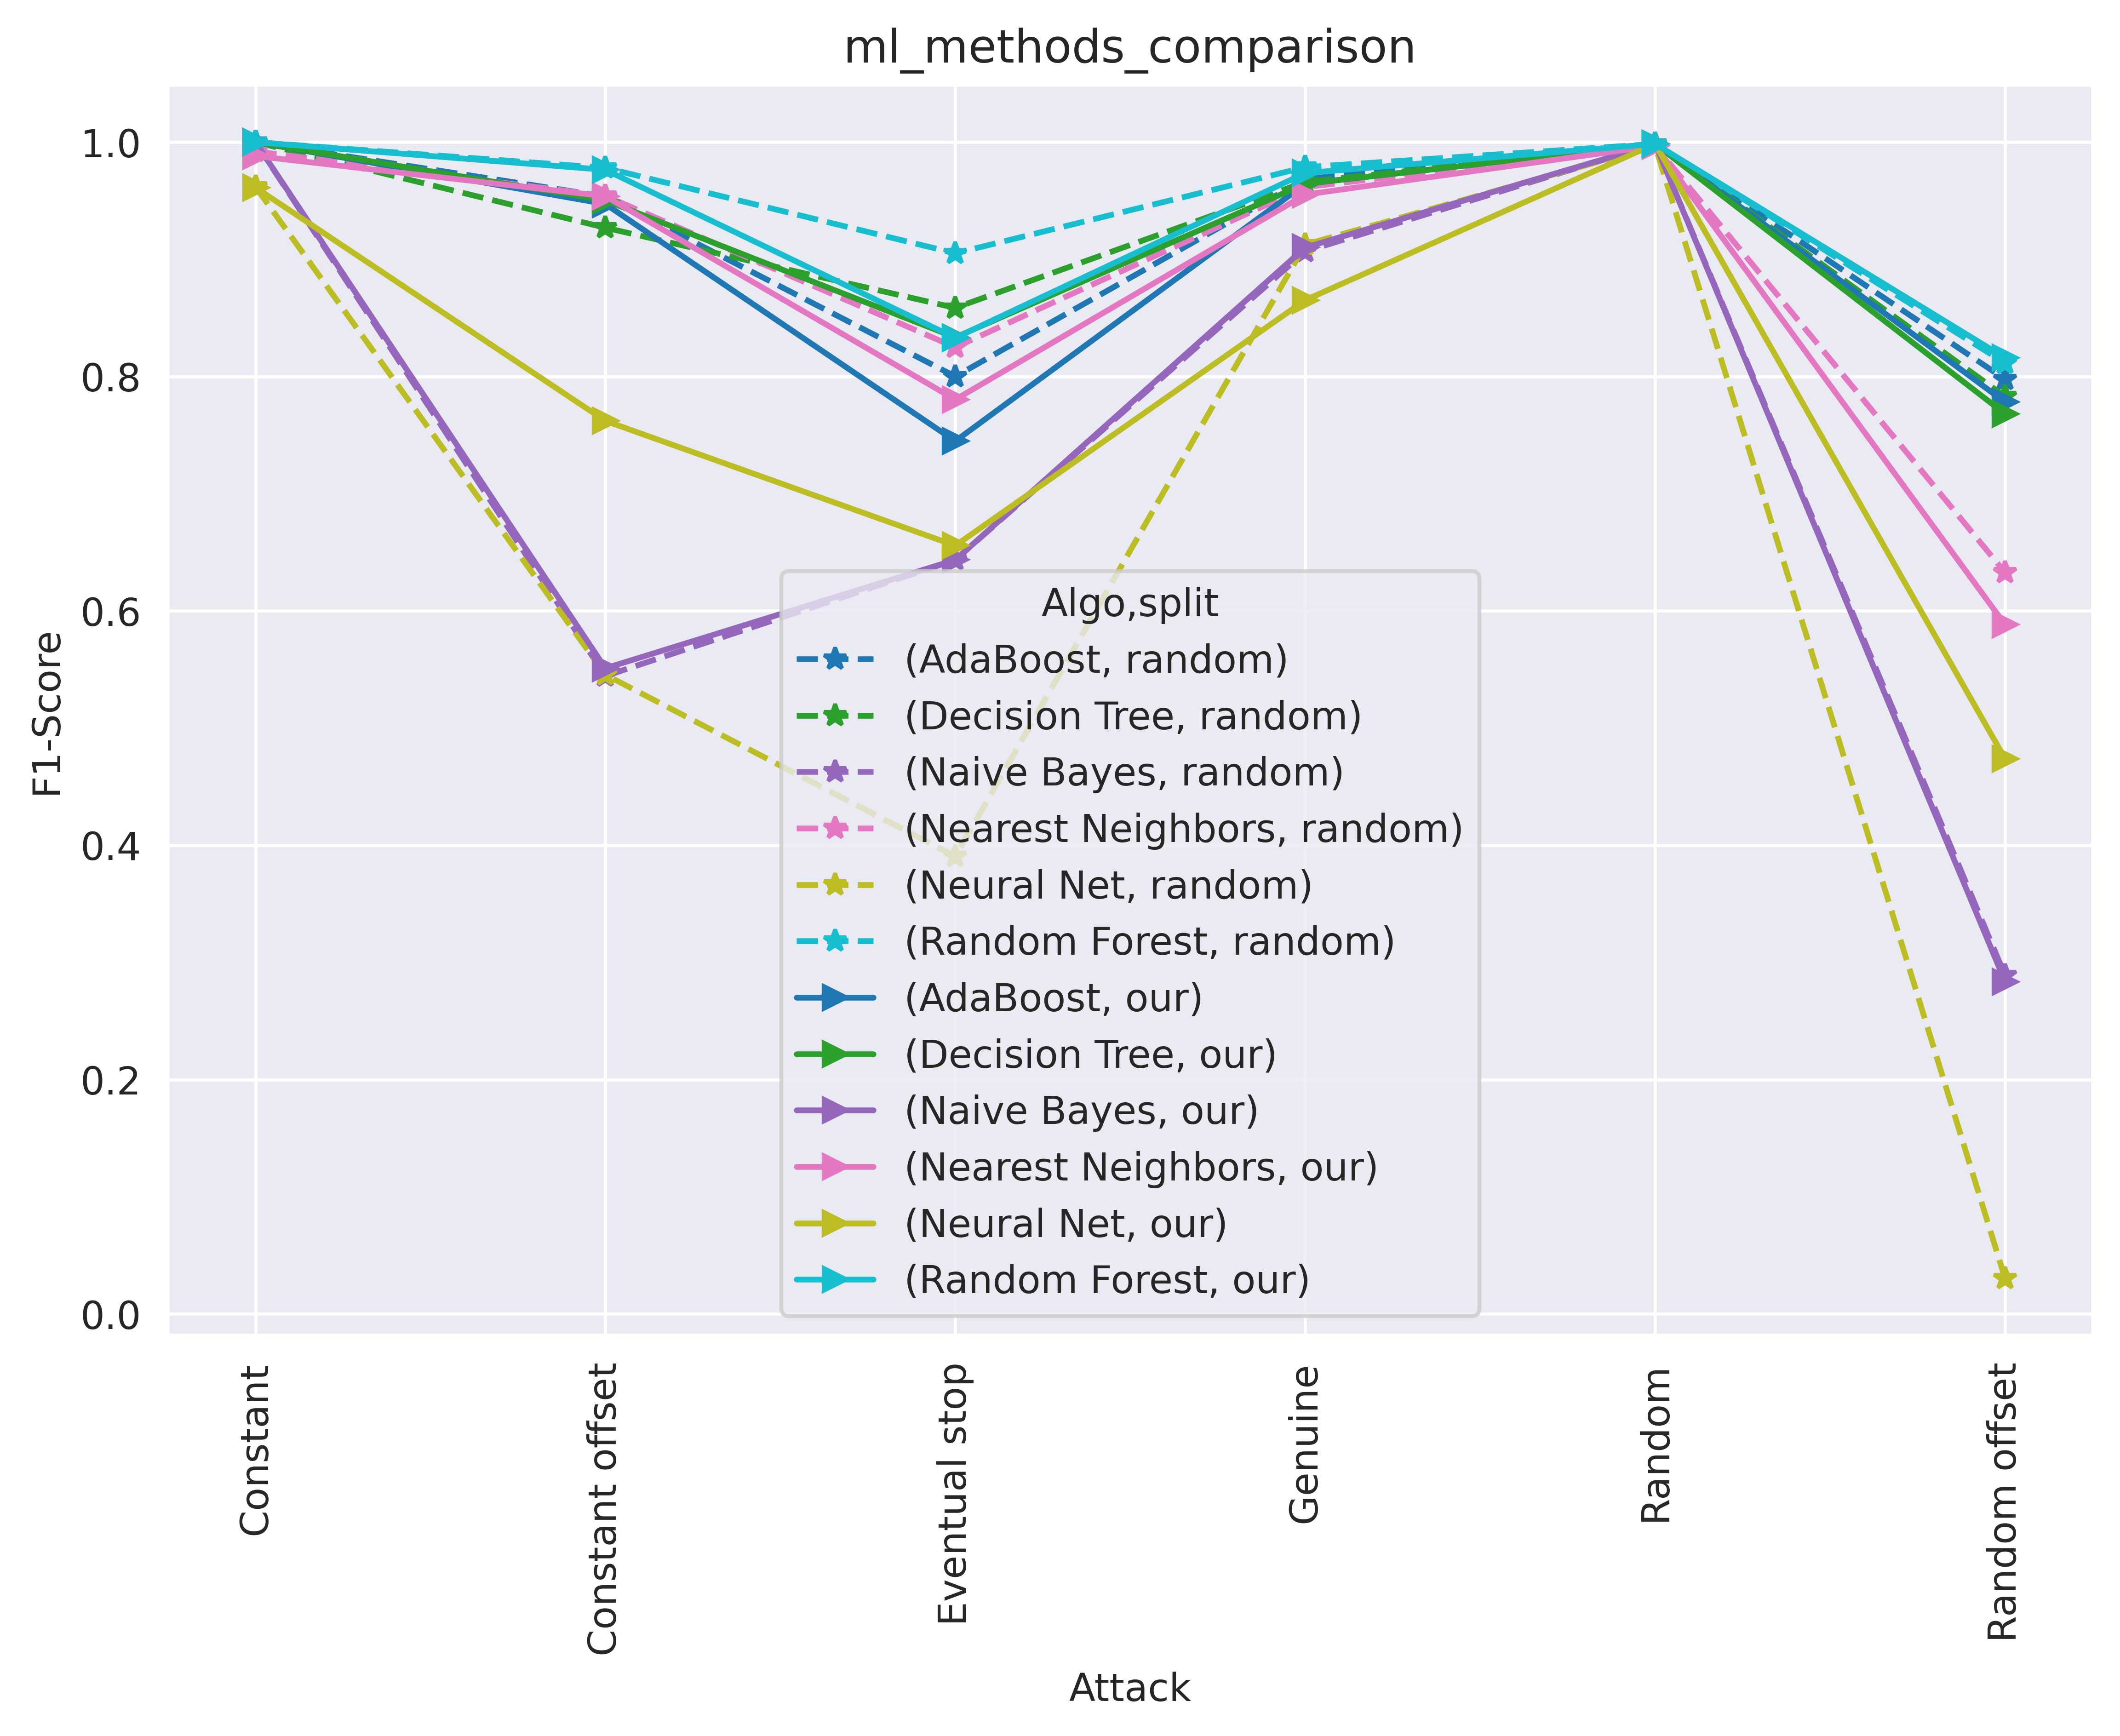 ml_methods_comparison
1.0
0.8
0.6
0.4
0.2
0.0
F1-Score
Algo,split
(AdaBoost, random)
(Decision Tree, random)
(Naive Bayes, random)
(Nearest Neighbors, random)
(Neural Net, random)
(Random Forest, random)
(AdaBoost, our)
(Decision Tree, our)
(Naive Bayes, our)
(Nearest Neighbors, our)
(Neural Net, our)
(Random Forest, our)
Constant
Constant offset
Eventual stop
Genuine
Random
Random offset
Attack